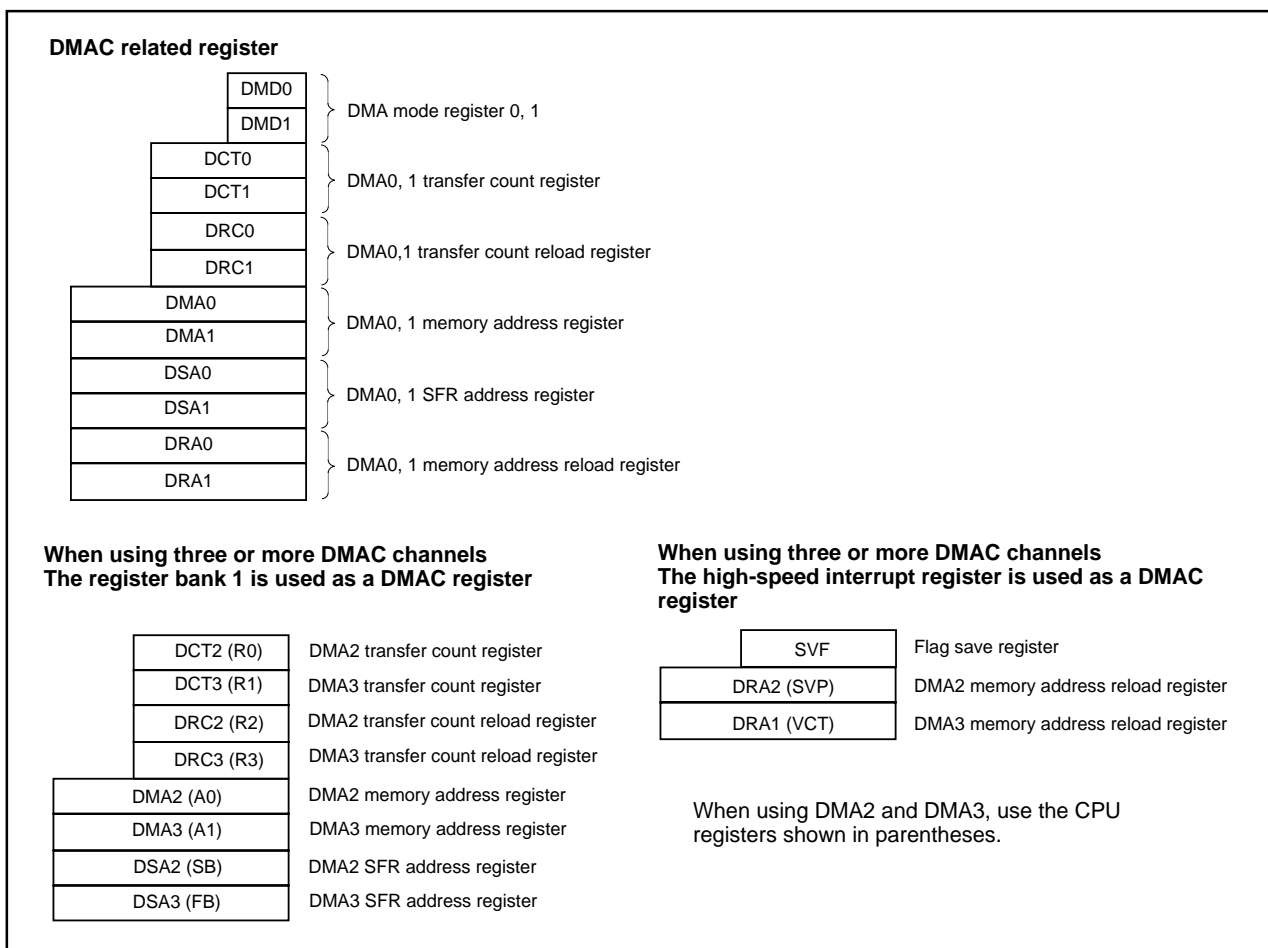 DMAC related register
DMD0
DMD1
DMA mode register 0, 1
DCT0
DCT1
DMA0, 1 transfer count register
DRC0
DRC1
DMA0,1 transfer count reload register
DMA0
DMA1
DMA0, 1 memory address register
DSA0
DSA1
DMA0, 1 SFR address register
DRA0
DRA1
DMA0, 1 memory address reload register
When using three or more DMAC channels
The register bank 1 is used as a DMAC register
DCT2 (R0) DMA2 transfer count register
DCT3 (R1) DMA3 transfer count register
DRC2 (R2) DMA2 transfer count reload register
DRC3 (R3) DMA3 transfer count reload register
DMA2 (A0) DMA2 memory address register
DMA3 (A1) DMA3 memory address register
DSA2 (SB) DMA2 SFR address register
DSA3 (FB) DMA3 SFR address register
When using three or more DMAC channels
The high-speed interrupt register is used as a DMAC
register
SVF Flag save register
DRA2 (SVP) DMA2 memory address reload register
DRA1 (VCT) DMA3 memory address reload register
When using DMA2 and DMA3, use the CPU
registers shown in parentheses.